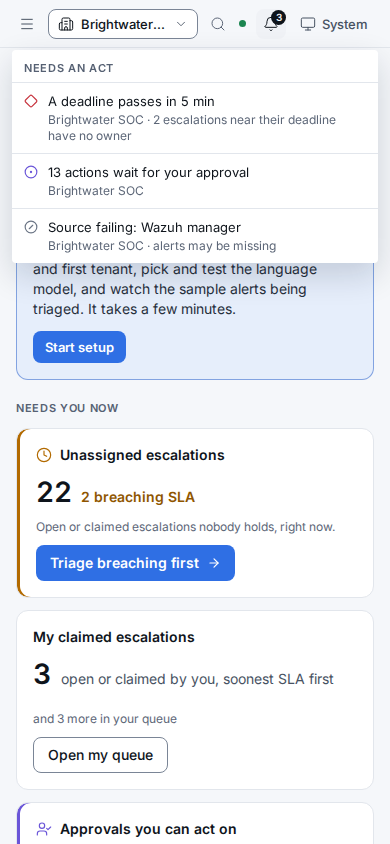 Brightwater...
3
System
NEEDS AN ACT
A deadline passes in 5 min
Brightwater SOC · 2 escalations near their deadline
have no owner
13 actions wait for your approval
Brightwater SOC
Source failing: Wazuh manager
Brightwater SOC · alerts may be missing
and first tenant, pick and test the language
model, and watch the sample alerts being
triaged. It takes a few minutes.
Start setup
NEEDS YOU NOW
Unassigned escalations
22 2 breaching SLA
Open or claimed escalations nobody holds, right now.
Triage breaching first →
My claimed escalations
3 open or claimed by you, soonest SLA first
and 3 more in your queue
Open my queue
Approvals you can act on